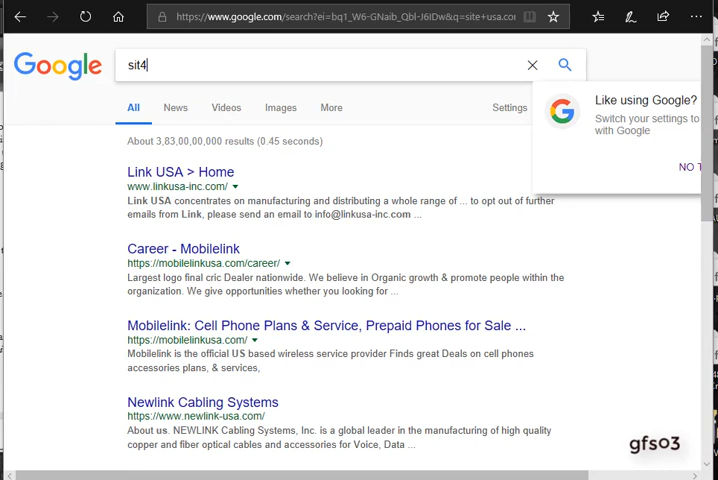 https://www.google.com/search?ei=bq1_W6-GNaib_Qbl-J6IDw&q=site+usa.co
Google
sit4
All News Videos Images More Settings
Like using Google?
Switch your settings to
with Google
NO T
About 3,83,00,00,000 results (0.45 seconds)
Link USA > Home
www.linkusa-inc.com/
Link USA concentrates on manufacturing and distributing a whole range of ... to opt out of further
emails from Link, please send an email to info@linkusa-inc.com ...
Career - Mobilelink
https://mobilelinkusa.com/career/
Largest logo final cric Dealer nationwide. We believe in Organic growth & promote people within the
organization. We give opportunities whether you looking for ...
Mobilelink: Cell Phone Plans & Service, Prepaid Phones for Sale ...
https://mobilelinkusa.com/
Mobilelink is the official US based wireless service provider Finds great Deals on cell phones
accessories plans, & services,
Newlink Cabling Systems
https://www.newlink-usa.com/
About us. NEWLINK Cabling Systems, Inc. is a global leader in the manufacturing of high quality
copper and fiber optical cables and accessories for Voice, Data ...
gfso3